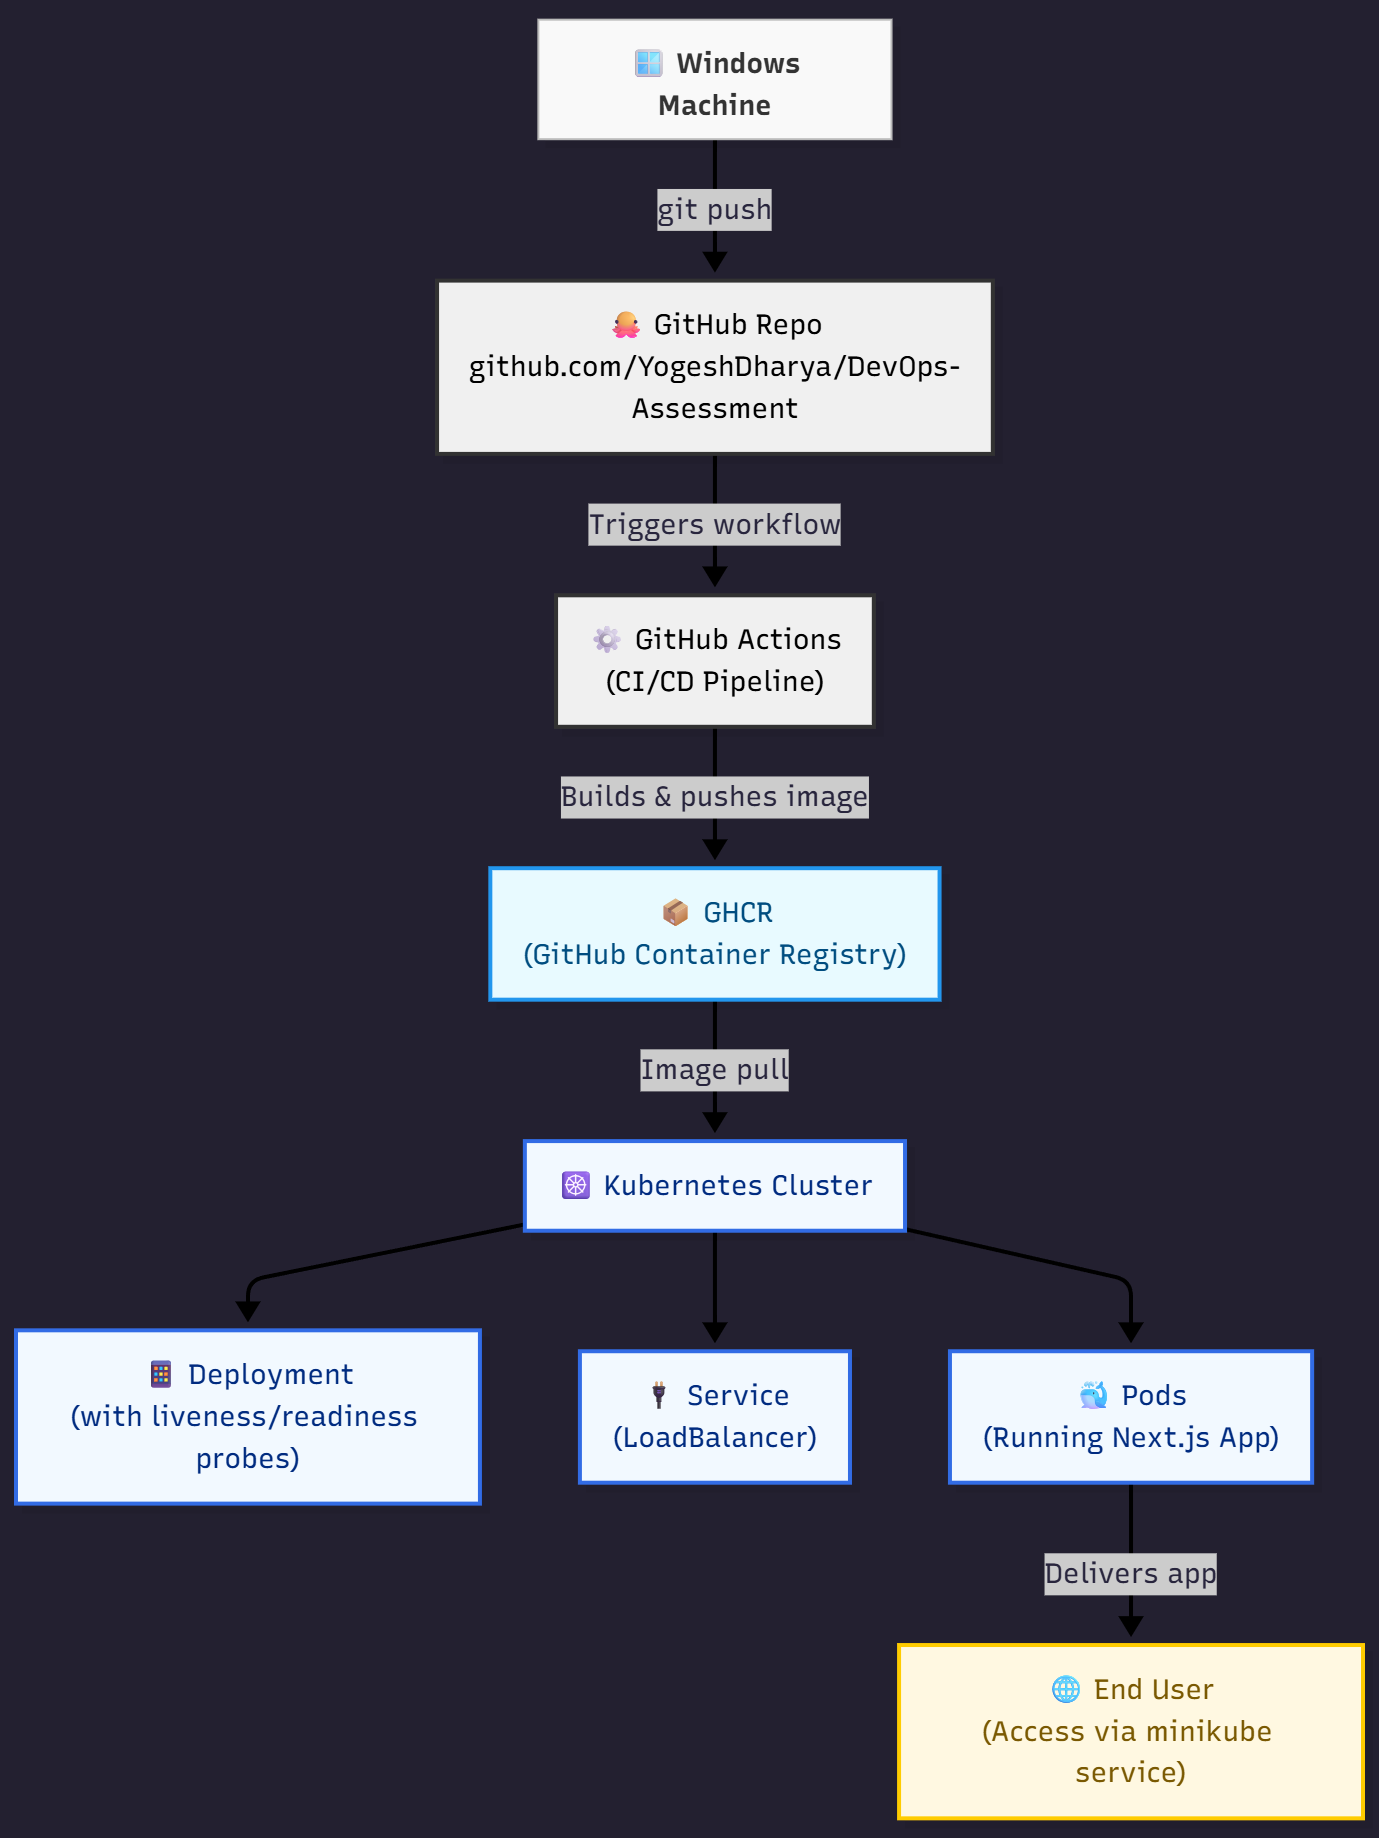 Windows
Machine
git push
GitHub Repo
github.com/YogeshDharya/DevOps-
Assessment
Triggers workflow
GitHub Actions
(CI/CD Pipeline)
Builds & pushes image
GHCR
(GitHub Container Registry)
Image pull
Kubernetes Cluster
Deployment
(with liveness/readiness
probes)
Service
(LoadBalancer)
Pods
(Running Next.js App)
Delivers app
End User
(Access via minikube
service)